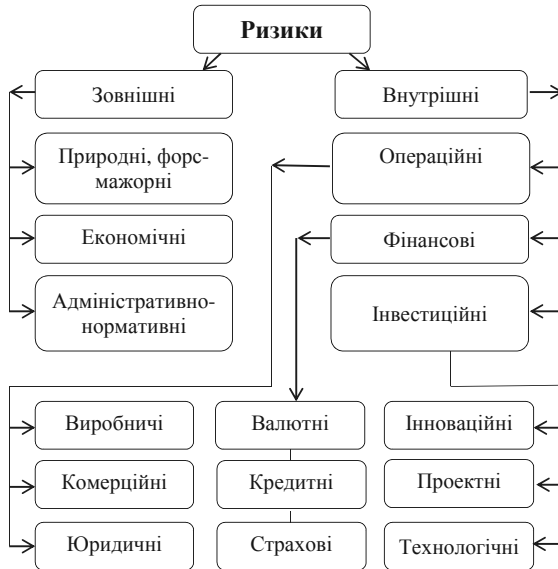 Ризики
Зовнішні
Внутрішні
Природні, форс-
мажорні
Операційні
Економічні
Фінансові
Адміністративно-
нормативні
Інвестиційні
Виробничі
Валютні
Інноваційні
Комерційні
Кредитні
Проектні
Юридичні
Страхові
Технологічні